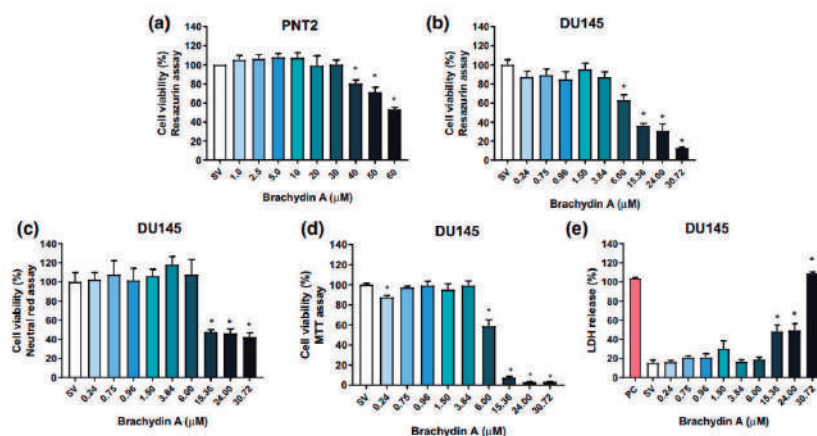 (a)
PNT2
Cell viability (%)
Resazurin assay
140
120
100
80
60
40
20
0
SV
1.0
2.5
5.0
10
20
30
40
50
60
* * *
Brachydin A (μM)
(b)
DU145
Cell viability (%)
Resazurin assay
140
120
100
80
60
40
20
0
SV
0.24
0.75
0.96
1.50
3.84
6.00
15.36
24.00
30.72
* * * *
Brachydin A (μM)
(c)
DU145
Cell viability (%)
Neutral red assay
140
120
100
80
60
40
20
0
SV
0.24
0.75
0.96
1.50
3.84
6.00
15.36
24.00
30.72
* * *
Brachydin A (μM)
(d)
DU145
Cell viability (%)
MTT assay
140
120
100
80
60
40
20
0
SV
0.24
0.75
0.96
1.50
3.84
6.00
15.36
24.00
30.72
* * * * *
Brachydin A (μM)
(e)
DU145
LDH release (%)
140
120
100
80
60
40
20
0
PC
SV
0.24
0.75
0.96
1.50
3.84
6.00
15.36
24.00
30.72
* * *
Brachydin A (μM)